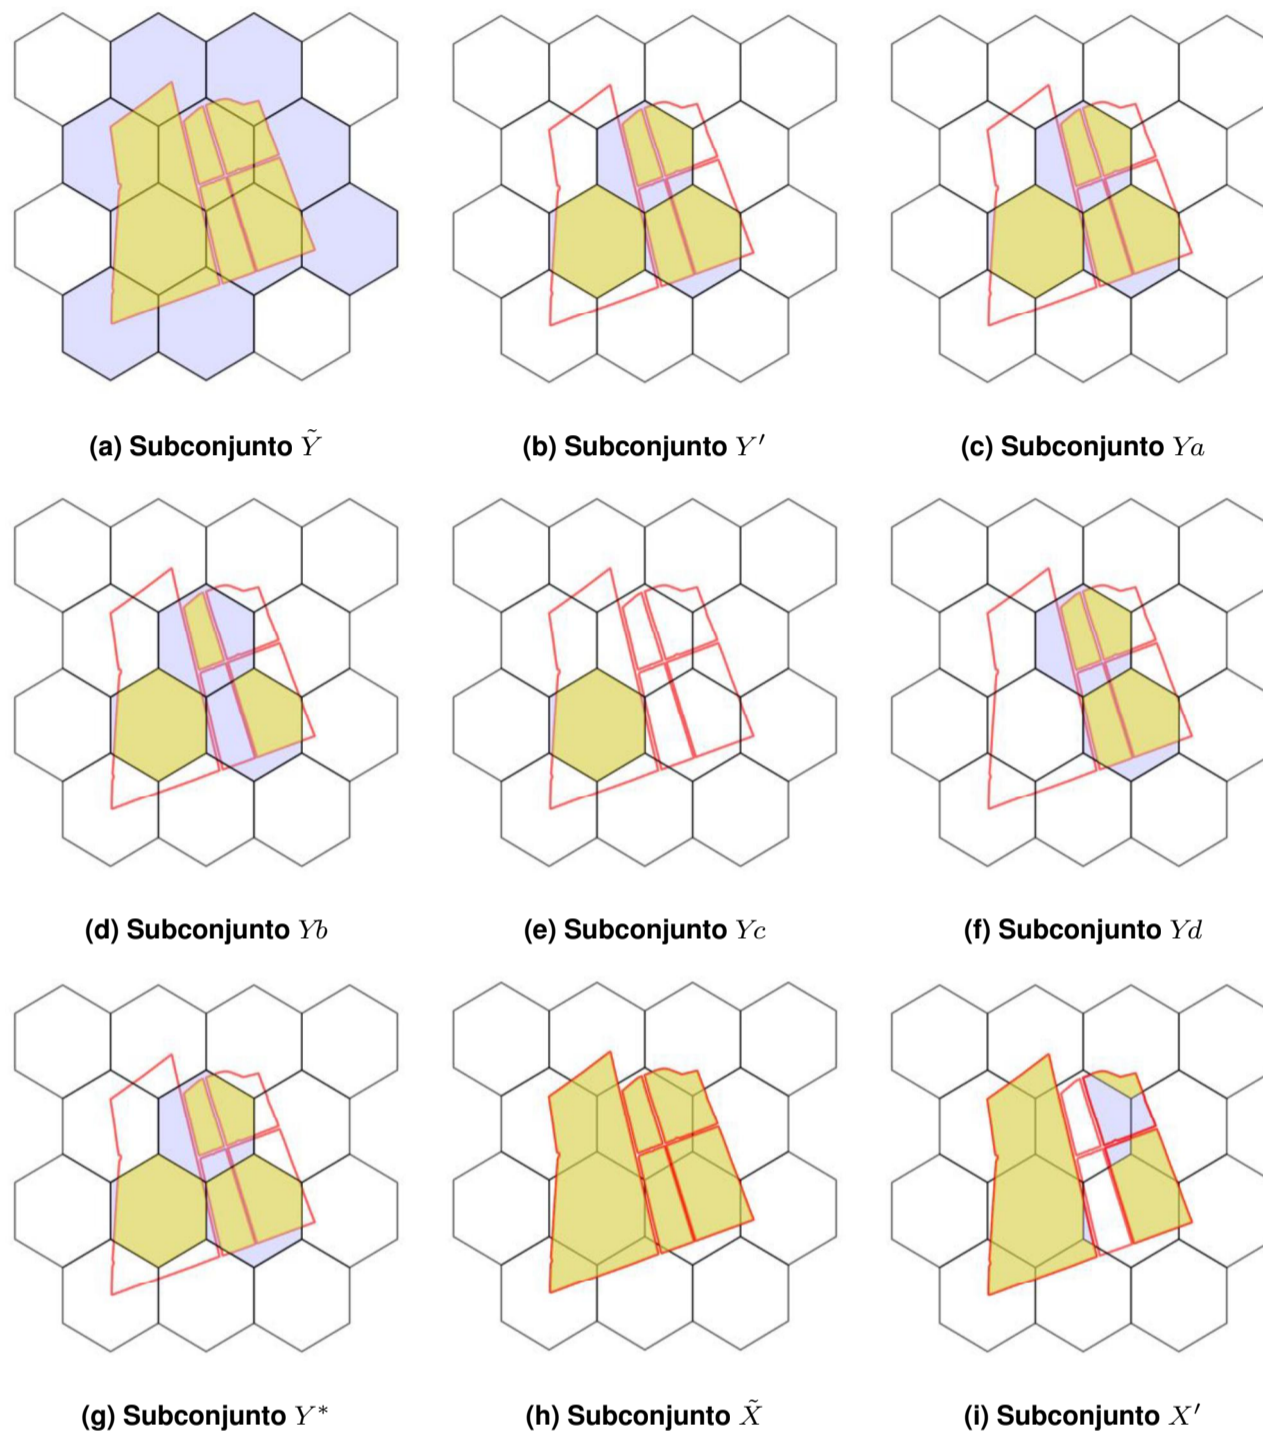 (a) Subconjunto Ỹ (b) Subconjunto Y′ (c) Subconjunto Ya
(d) Subconjunto Yb (e) Subconjunto Yc (f) Subconjunto Yd
(g) Subconjunto Y* (h) Subconjunto X̃ (i) Subconjunto X′